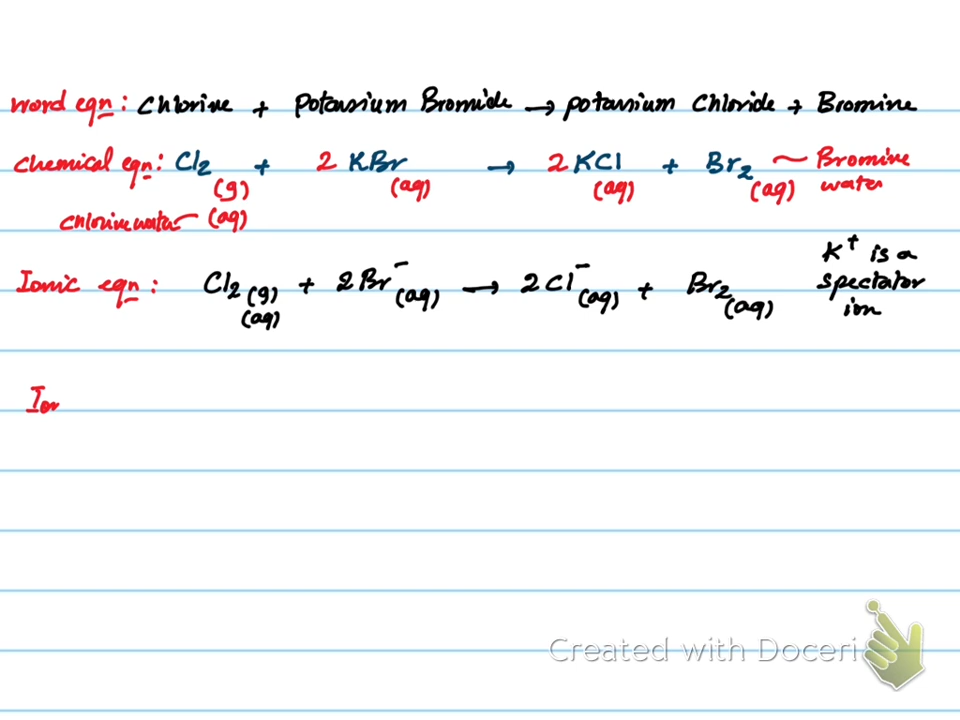 word eqn: Chlorine + Potassium Bromide → potassium Chloride + Bromine
Chemical eqn: Cl2 (g) + 2 KBr (aq) → 2 KCl (aq) + Br2 (aq) ~ Bromine water
Chlorine water – (aq)
Ionic eqn: Cl2 (g) (aq) + 2Br⁻ (aq) → 2Cl⁻ (aq) + Br2 (aq) K⁺ is a spectator ion
Ion
Created with Doceri